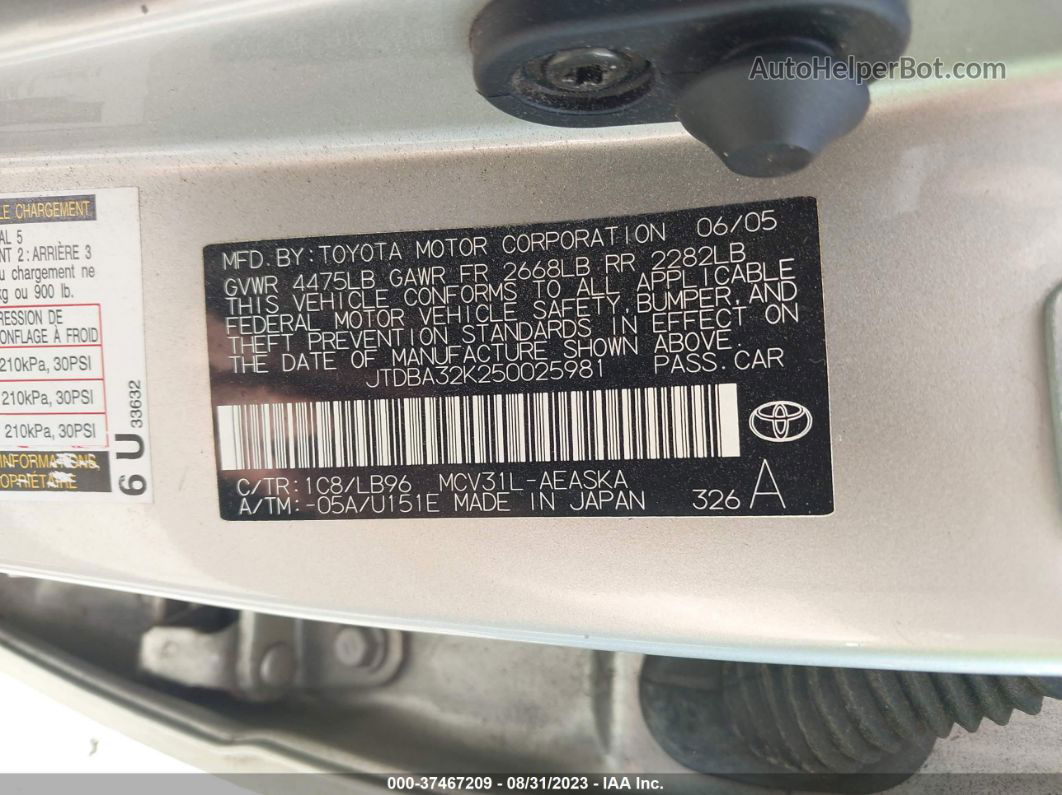 AutoHelperBot.com
LE CHARGEMENT
AL 5
NT 2: ARRIÈRE 3
u chargement ne
kg ou 900 lb.
RESSION DE
ONFLAGE À FROID
210kPa, 30PSI
210kPa, 30PSI
210kPa, 30PSI
INFORMATIONS
PROPRIÉTAIRE
6 U 33632
MFD. BY: TOYOTA MOTOR CORPORATION 06/05
GVWR 4475LB GAWR FR 2668LB RR 2282LB
THIS VEHICLE CONFORMS TO ALL APPLICABLE
FEDERAL MOTOR VEHICLE SAFETY, BUMPER, AND
THEFT PREVENTION STANDARDS IN EFFECT ON
THE DATE OF MANUFACTURE SHOWN ABOVE.
JTDBA32K250025981 PASS. CAR
C/TR: 1C8/LB96 MCV31L-AEASKA
A/TM: -05A/U151E MADE IN JAPAN 326 A
000-37467209 - 08/31/2023 - IAA Inc.